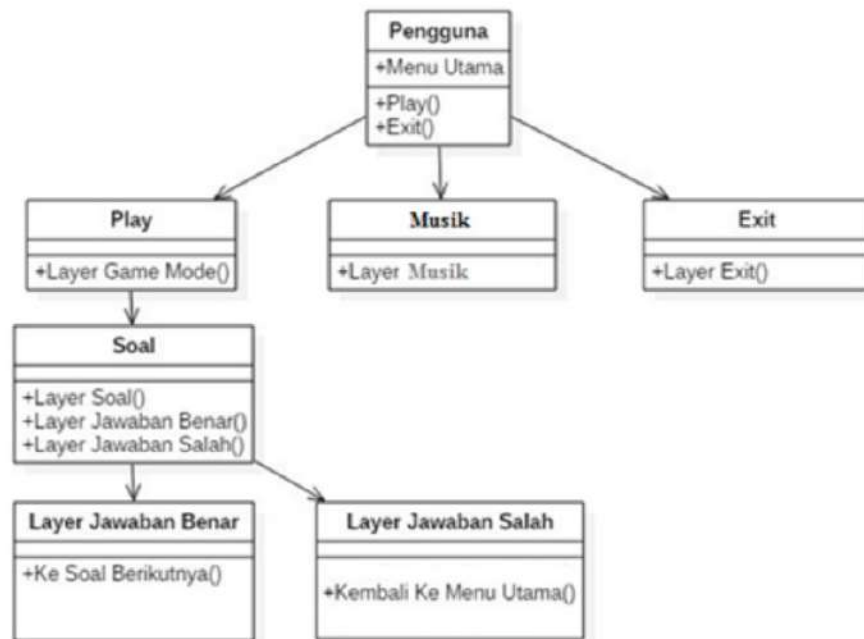 Pengguna
+Menu Utama
+Play()
+Exit()
Play
+Layer Game Mode()
Musik
+Layer Musik
Exit
+Layer Exit()
Soal
+Layer Soal()
+Layer Jawaban Benar()
+Layer Jawaban Salah()
Layer Jawaban Benar
+Ke Soal Berikutnya()
Layer Jawaban Salah
+Kembali Ke Menu Utama()